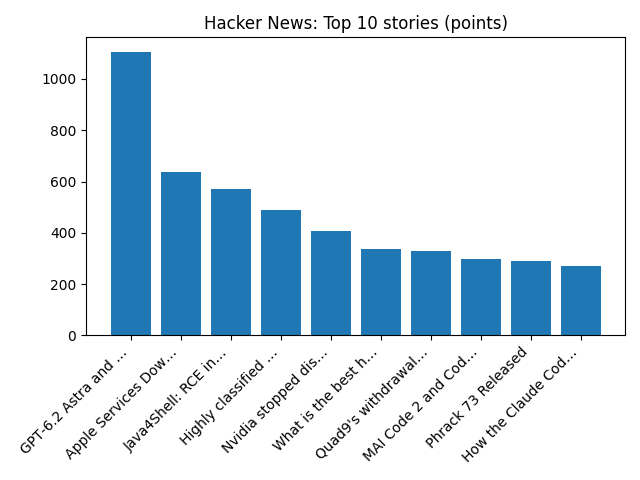 Hacker News: Top 10 stories (points)
1000
800
600
400
200
0
GPT-6.2 Astra and ...
Apple Services Dow...
Java4Shell: RCE in...
Highly classified ...
Nvidia stopped dis...
What is the best h...
Quad9's withdrawal...
MAI Code 2 and Cod...
Phrack 73 Released
How the Claude Cod...